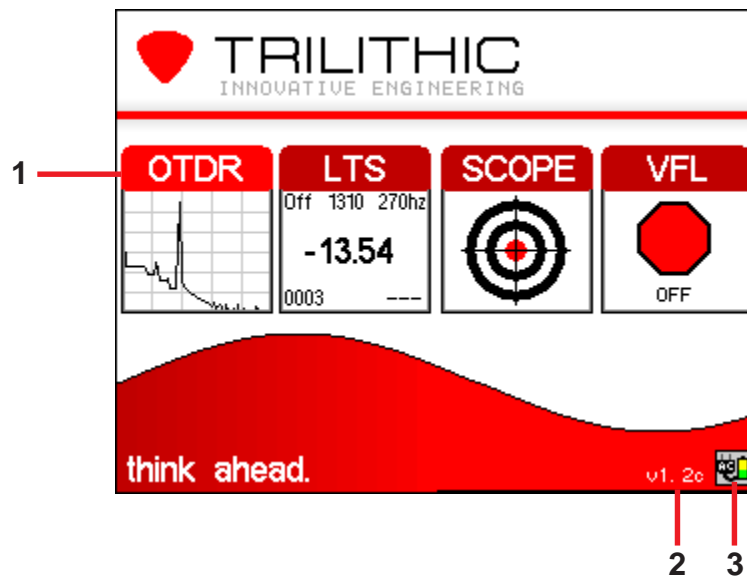 TRILITHIC
INNOVATIVE ENGINEERING
1
OTDR LTS SCOPE VFL
Off 1310 270hz
-13.54
0003 ---
OFF
think ahead.
v1. 2c
AC
2 3